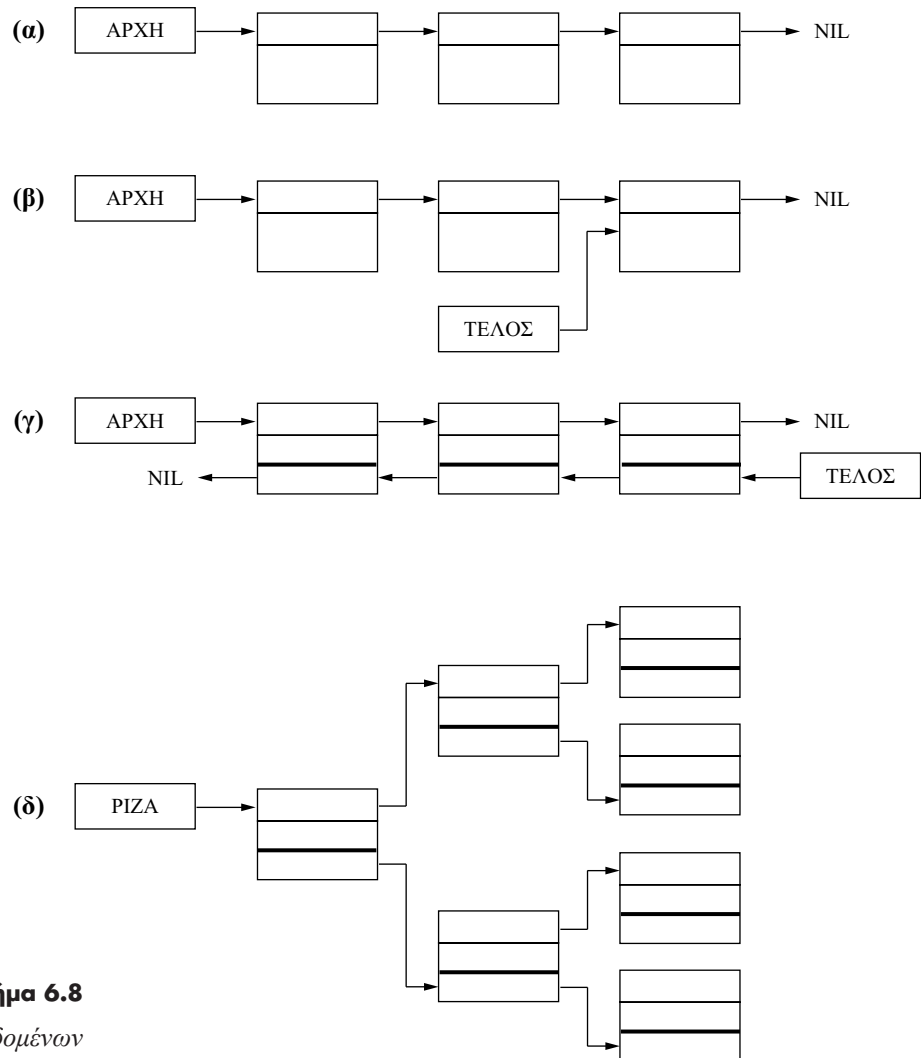 (α) ΑΡΧΗ NIL
(β) ΑΡΧΗ NIL
ΤΕΛΟΣ
(γ) ΑΡΧΗ NIL
NIL ΤΕΛΟΣ
(δ) ΡΙΖΑ
ήμα 6.8
δομένων